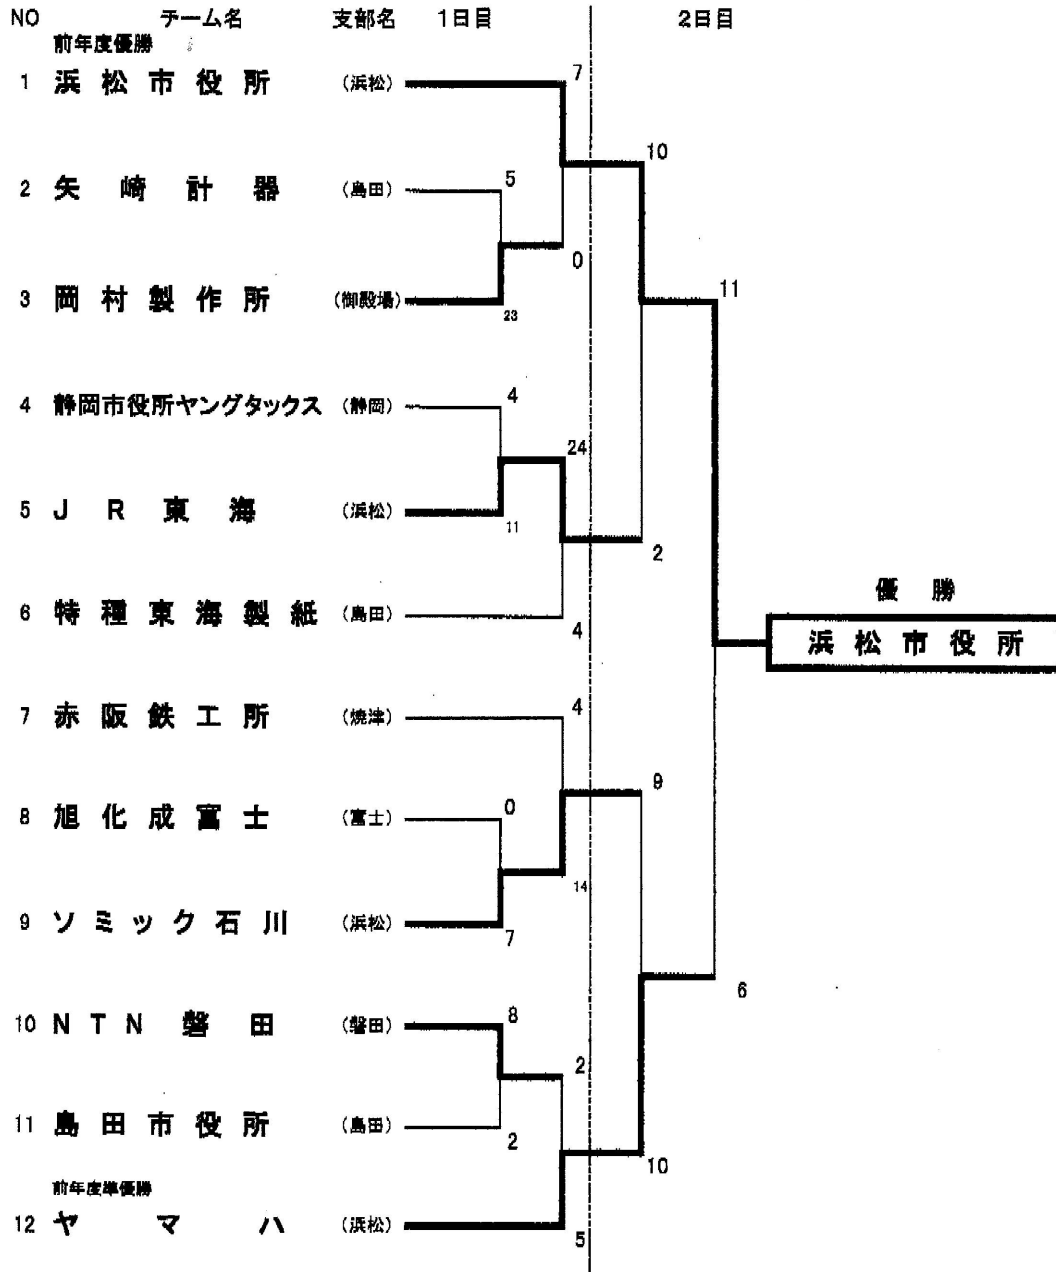 NO チーム名 支部名 1日目 2日目
前年度優勝
7
1 浜松市役所 (浜松)
10
5
2 矢崎計器 (島田)
0
11
3 岡村製作所 (御殿場)
23
4
4 静岡市役所ヤングタックス (静岡)
24
5 JR東海 (浜松)
11
2
優勝
6 特種東海製紙 (島田)
4
浜松市役所
4
7 赤阪鉄工所 (焼津)
9
0
8 旭化成富士 (富士)
14
9 ソミック石川 (浜松)
7
6
8
10 NTN磐田 (磐田)
2
11 島田市役所 (島田)
2
10
前年度準優勝
12 ヤマハ (浜松)
5